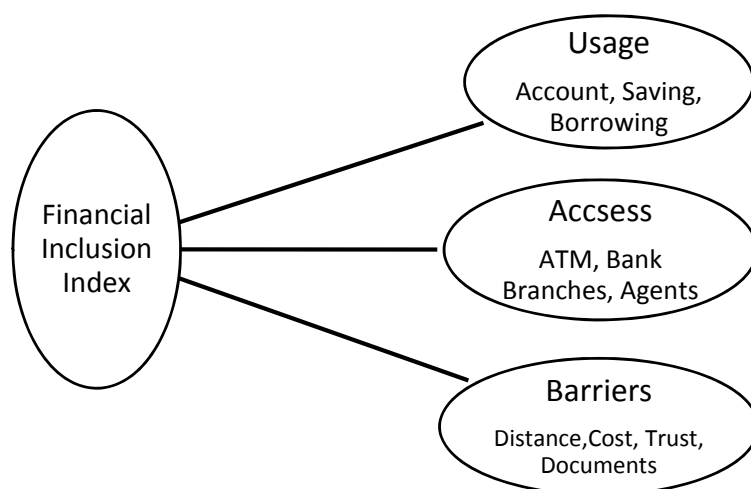 Financial
Inclusion
Index
Usage
Account, Saving,
Borrowing
Accsess
ATM, Bank
Branches, Agents
Barriers
Distance,Cost, Trust,
Documents